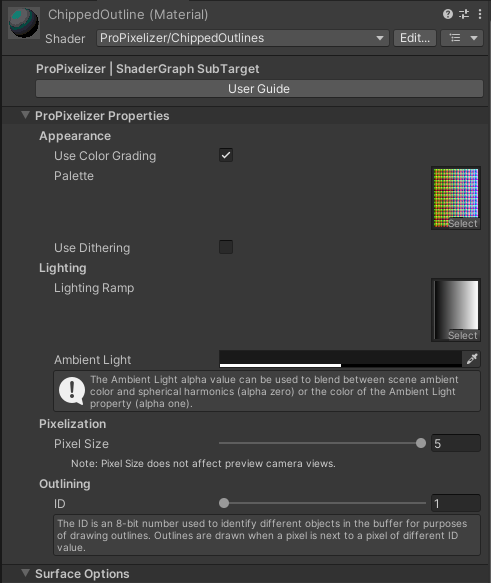 ChippedOutline (Material)
Shader ProPixelizer/ChippedOutlines Edit...
ProPixelizer | ShaderGraph SubTarget
User Guide
ProPixelizer Properties
Appearance
Use Color Grading
Palette
Select
Use Dithering
Lighting
Lighting Ramp
Select
Ambient Light
The Ambient Light alpha value can be used to blend between scene ambient
color and spherical harmonics (alpha zero) or the color of the Ambient Light
property (alpha one).
Pixelization
Pixel Size 5
Note: Pixel Size does not affect preview camera views.
Outlining
ID 1
The ID is an 8-bit number used to identify different objects in the buffer for purposes
of drawing outlines. Outlines are drawn when a pixel is next to a pixel of different ID
value.
Surface Options